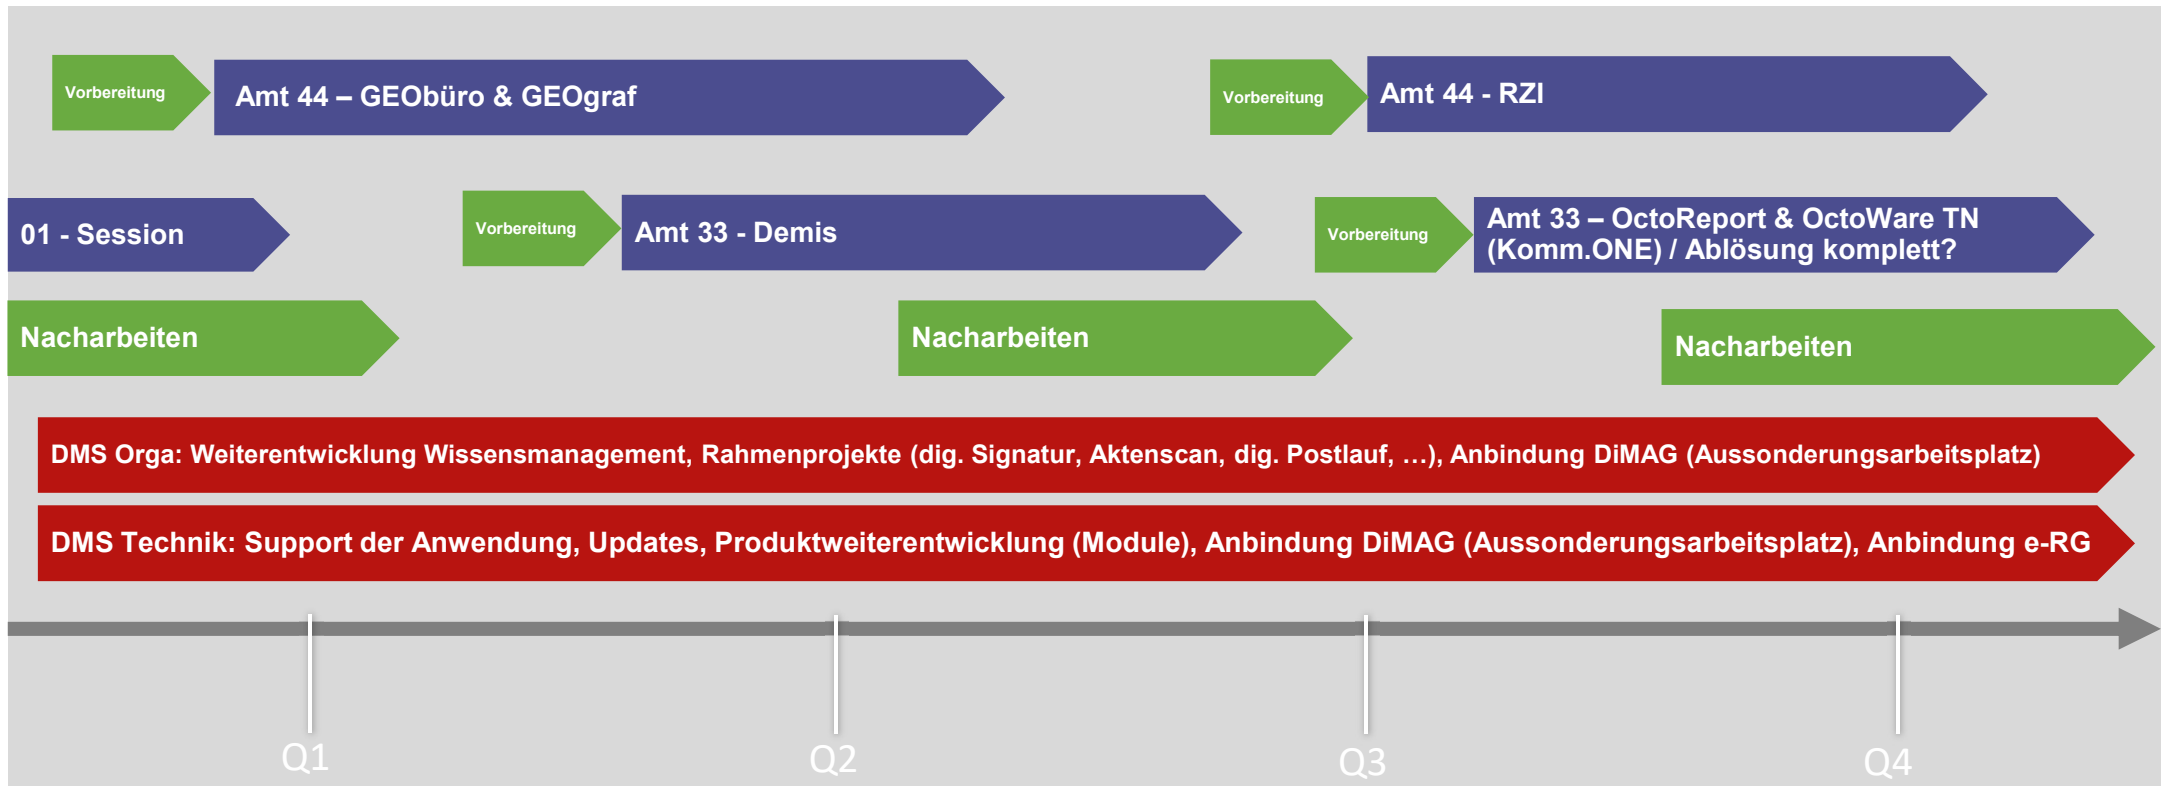 Vorbereitung
Amt 44 – GEObüro & GEOgraf
Vorbereitung
Amt 44 - RZI
01 - Session
Vorbereitung
Amt 33 - Demis
Vorbereitung
Amt 33 – OctoReport & OctoWare TN
(Komm.ONE) / Ablösung komplett?
Nacharbeiten
Nacharbeiten
Nacharbeiten
DMS Orga: Weiterentwicklung Wissensmanagement, Rahmenprojekte (dig. Signatur, Aktenscan, dig. Postlauf, …), Anbindung DiMAG (Aussonderungsarbeitsplatz)
DMS Technik: Support der Anwendung, Updates, Produktweiterentwicklung (Module), Anbindung DiMAG (Aussonderungsarbeitsplatz), Anbindung e-RG
Q1
Q2
Q3
Q4